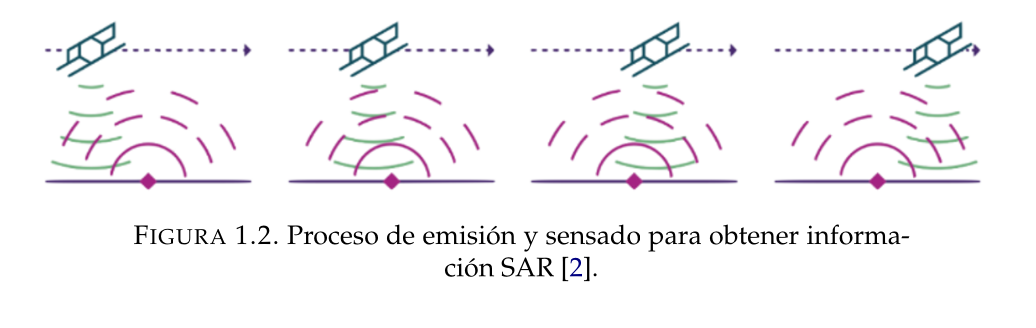 FIGURA 1.2. Proceso de emisión y sensado para obtener informa-
ción SAR [2].